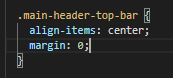 .main-header-top-bar {
  align-items: center;
  margin: 0;
}